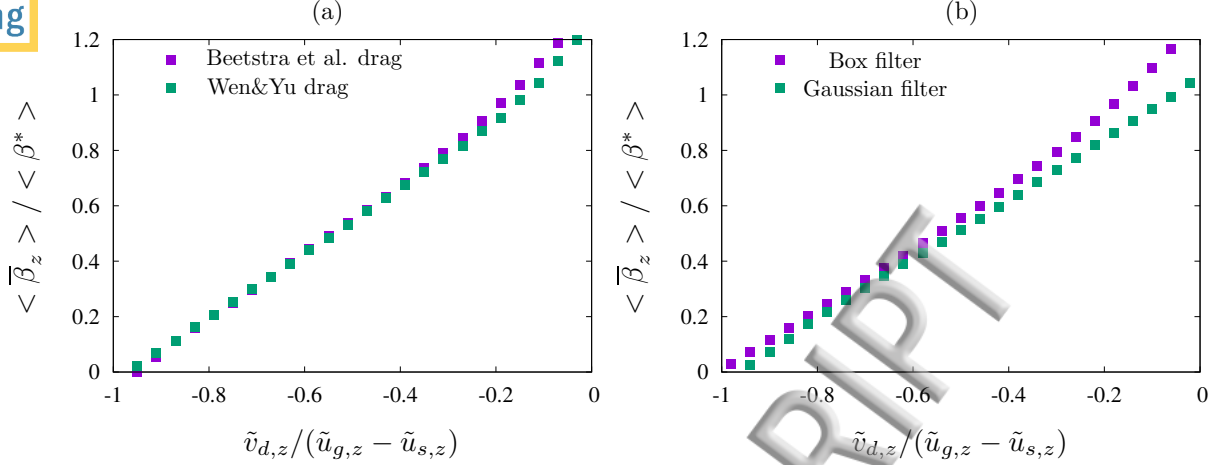 ng
(a)
Beetstra et al. drag
Wen&Yu drag
1.2
1
0.8
0.6
0.4
0.2
0
-1 -0.8 -0.6 -0.4 -0.2 0
< β̅_z > / < β* >
ṽ_{d,z}/(ũ_{g,z} − ũ_{s,z})
(b)
Box filter
Gaussian filter
1.2
1
0.8
0.6
0.4
0.2
0
-1 -0.8 -0.6 -0.4 -0.2 0
< β̅_z > / < β* >
ṽ_{d,z}/(ũ_{g,z} − ũ_{s,z})
RIPT